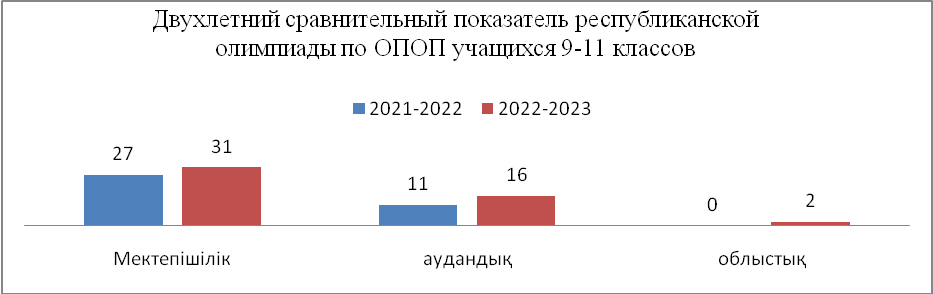 Двухлетний сравнительный показатель республиканской
олимпиады по ОПОП учащихся 9-11 классов
2021-2022 2022-2023
27 31 11 16 0 2
Мектепішілік аудандық облыстық